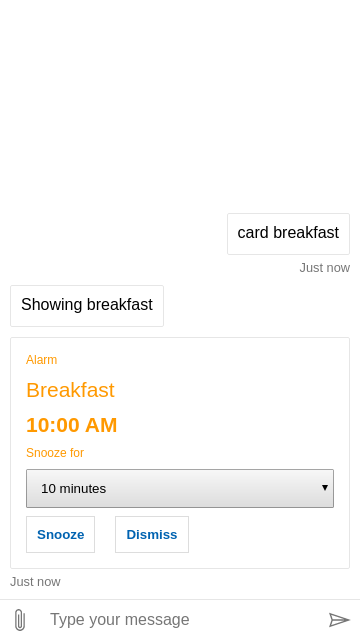 card breakfast
Just now
Showing breakfast
Alarm
Breakfast
10:00 AM
Snooze for
10 minutes
Snooze Dismiss
Just now
Type your message